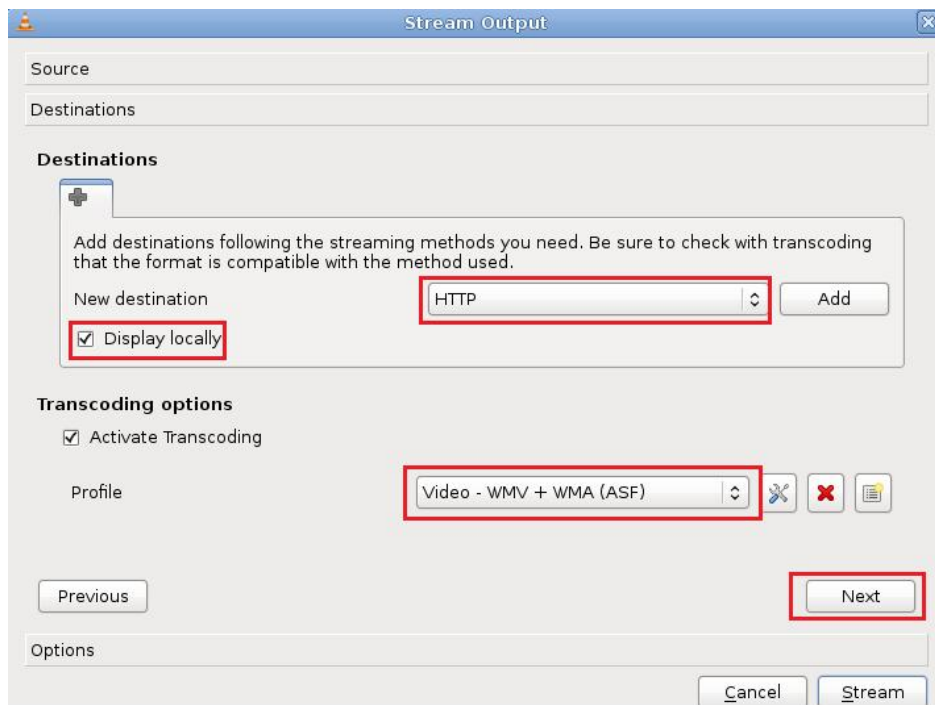 Stream Output
Source
Destinations
Destinations
Add destinations following the streaming methods you need. Be sure to check with transcoding
that the format is compatible with the method used.
New destination
HTTP
Add
Display locally
Transcoding options
Activate Transcoding
Profile
Video - WMV + WMA (ASF)
Previous
Next
Options
Cancel
Stream